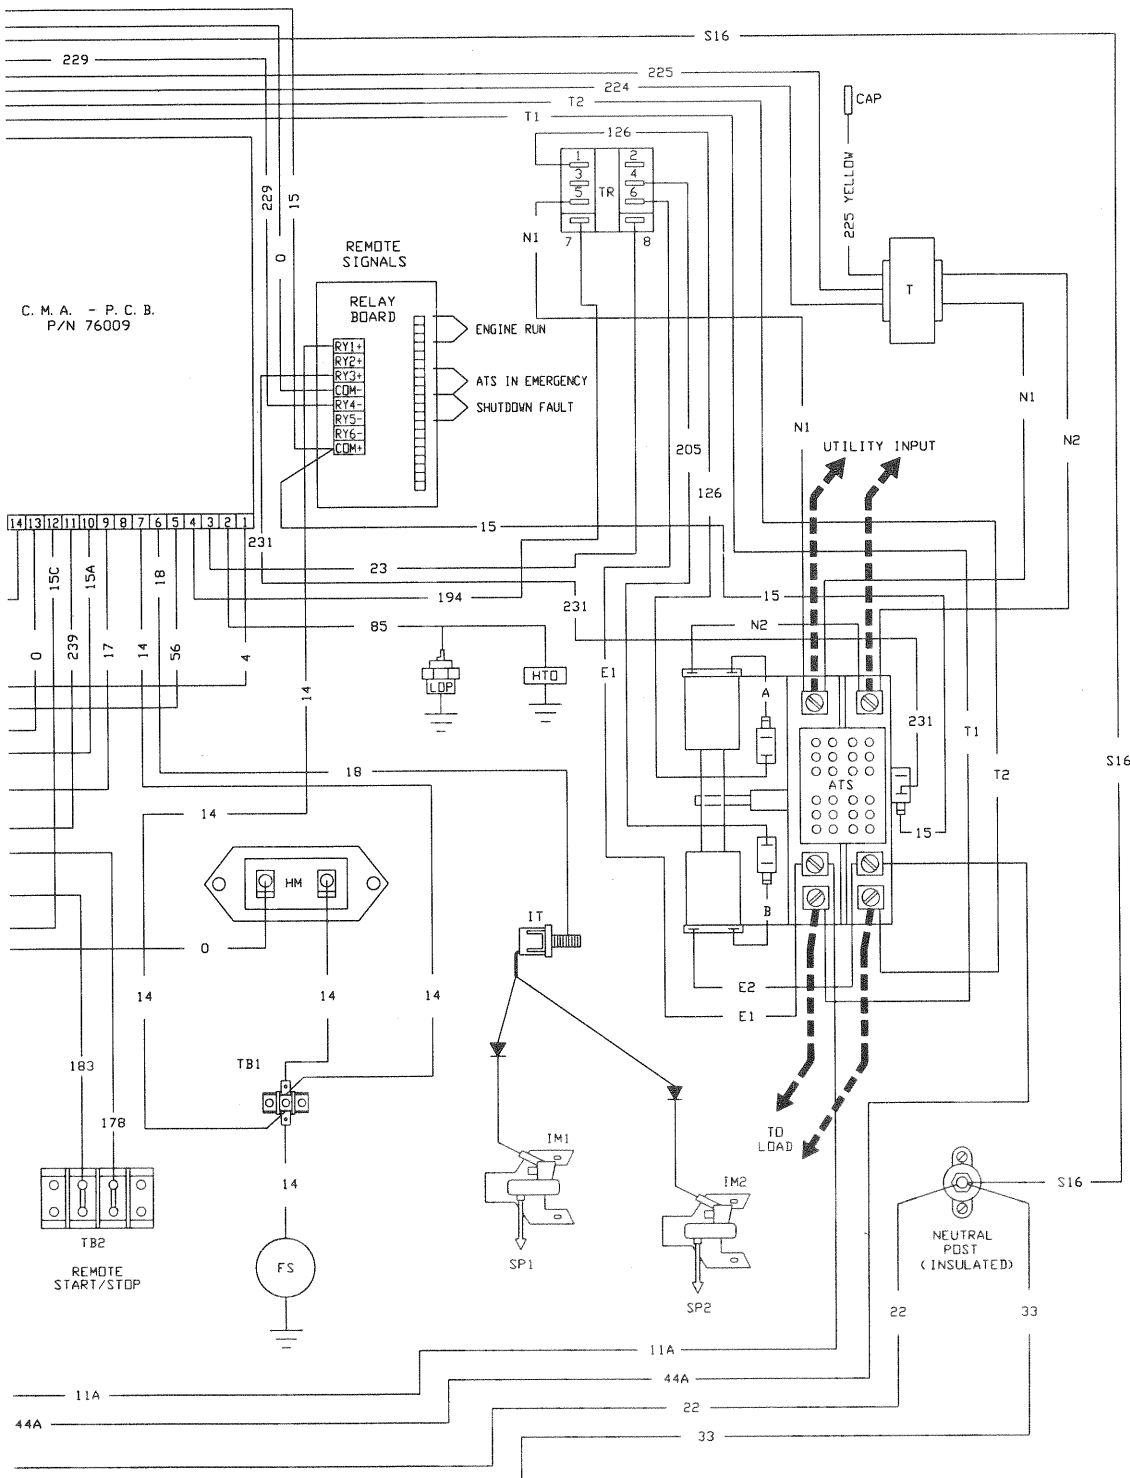 S16
229
225
224
T2
T1
126
CAP
225 YELLOW
1 2
3 4
5 6
TR
7 8
N1
229
0
15
REMOTE
SIGNALS
RELAY
BOARD
ENGINE RUN
ATS IN EMERGENCY
SHUTDOWN FAULT
RY1+
RY2+
RY3+
COM-
RY4-
RY5-
RY6-
COM+
C. M. A. - P. C. B.
P/N 76009
T
N1
N2
N1
UTILITY INPUT
205
126
14 13 12 11 10 9 8 7 6 5 4 3 2 1
231
15
23
194
231
15
85
N2
0
15C
239
15A
17
14
18
56
4
14
LOP
HTO
E1
A
231
T1
T2
S16
18
ATS
14
15
HM
B
IT
0
14
14
14
E2
E1
TB1
183
178
TO
LOAD
IM1
IM2
14
SP1
SP2
S16
TB2
REMOTE
START/STOP
FS
NEUTRAL
POST
(INSULATED)
22
33
11A
11A
44A
44A
22
33